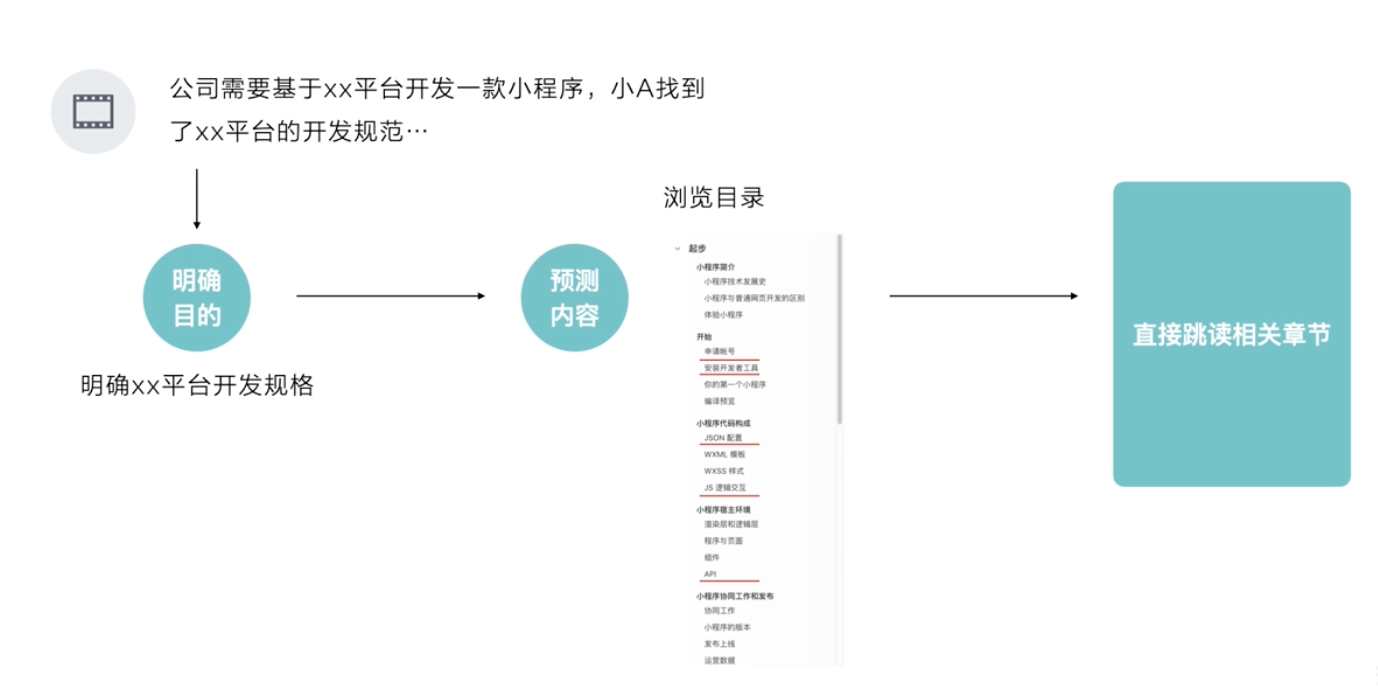 公司需要基于xx平台开发一款小程序，小A找到
了xx平台的开发规范…
明确
目的
明确xx平台开发规格
预测
内容
浏览目录
起步
小程序简介
小程序技术发展史
小程序与普通网页开发的区别
体验小程序
开始
申请帐号
安装开发者工具
你的第一个小程序
编译预览
小程序代码构成
JSON 配置
WXML 模板
WXSS 样式
JS 逻辑交互
小程序宿主环境
渲染层和逻辑层
程序与页面
组件
API
小程序协同工作和发布
协同工作
小程序的版本
发布上线
运营数据
直接跳读相关章节